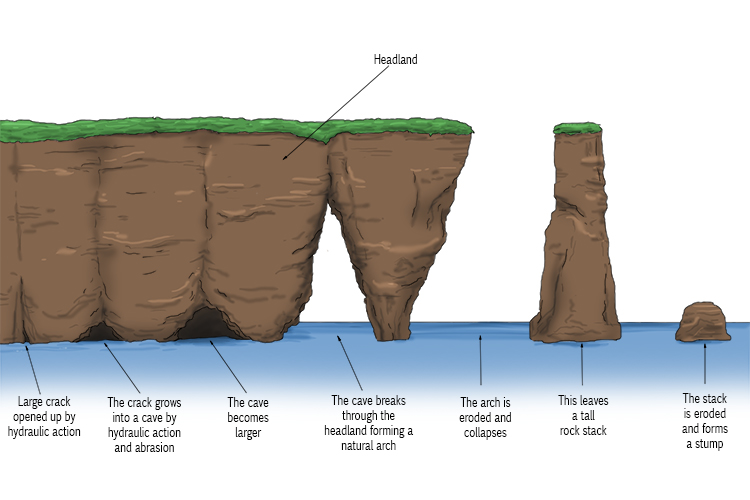 Headland
Large crack
opened up by
hydraulic action
The crack grows
into a cave by
hydraulic action
and abrasion
The cave
becomes
larger
The cave breaks
through the
headland forming a
natural arch
The arch is
eroded and
collapses
This leaves
a tall
rock stack
The stack
is eroded
and forms
a stump